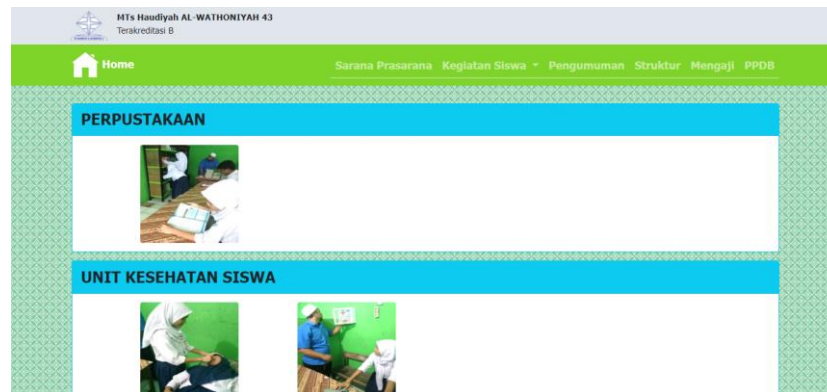 MTs Haudiyah AL-WATHONIYAH 43
Terakreditasi B
Home
Sarana Prasarana Kegiatan Siswa Pengumuman Struktur Mengaji PPDB
PERPUSTAKAAN
UNIT KESEHATAN SISWA